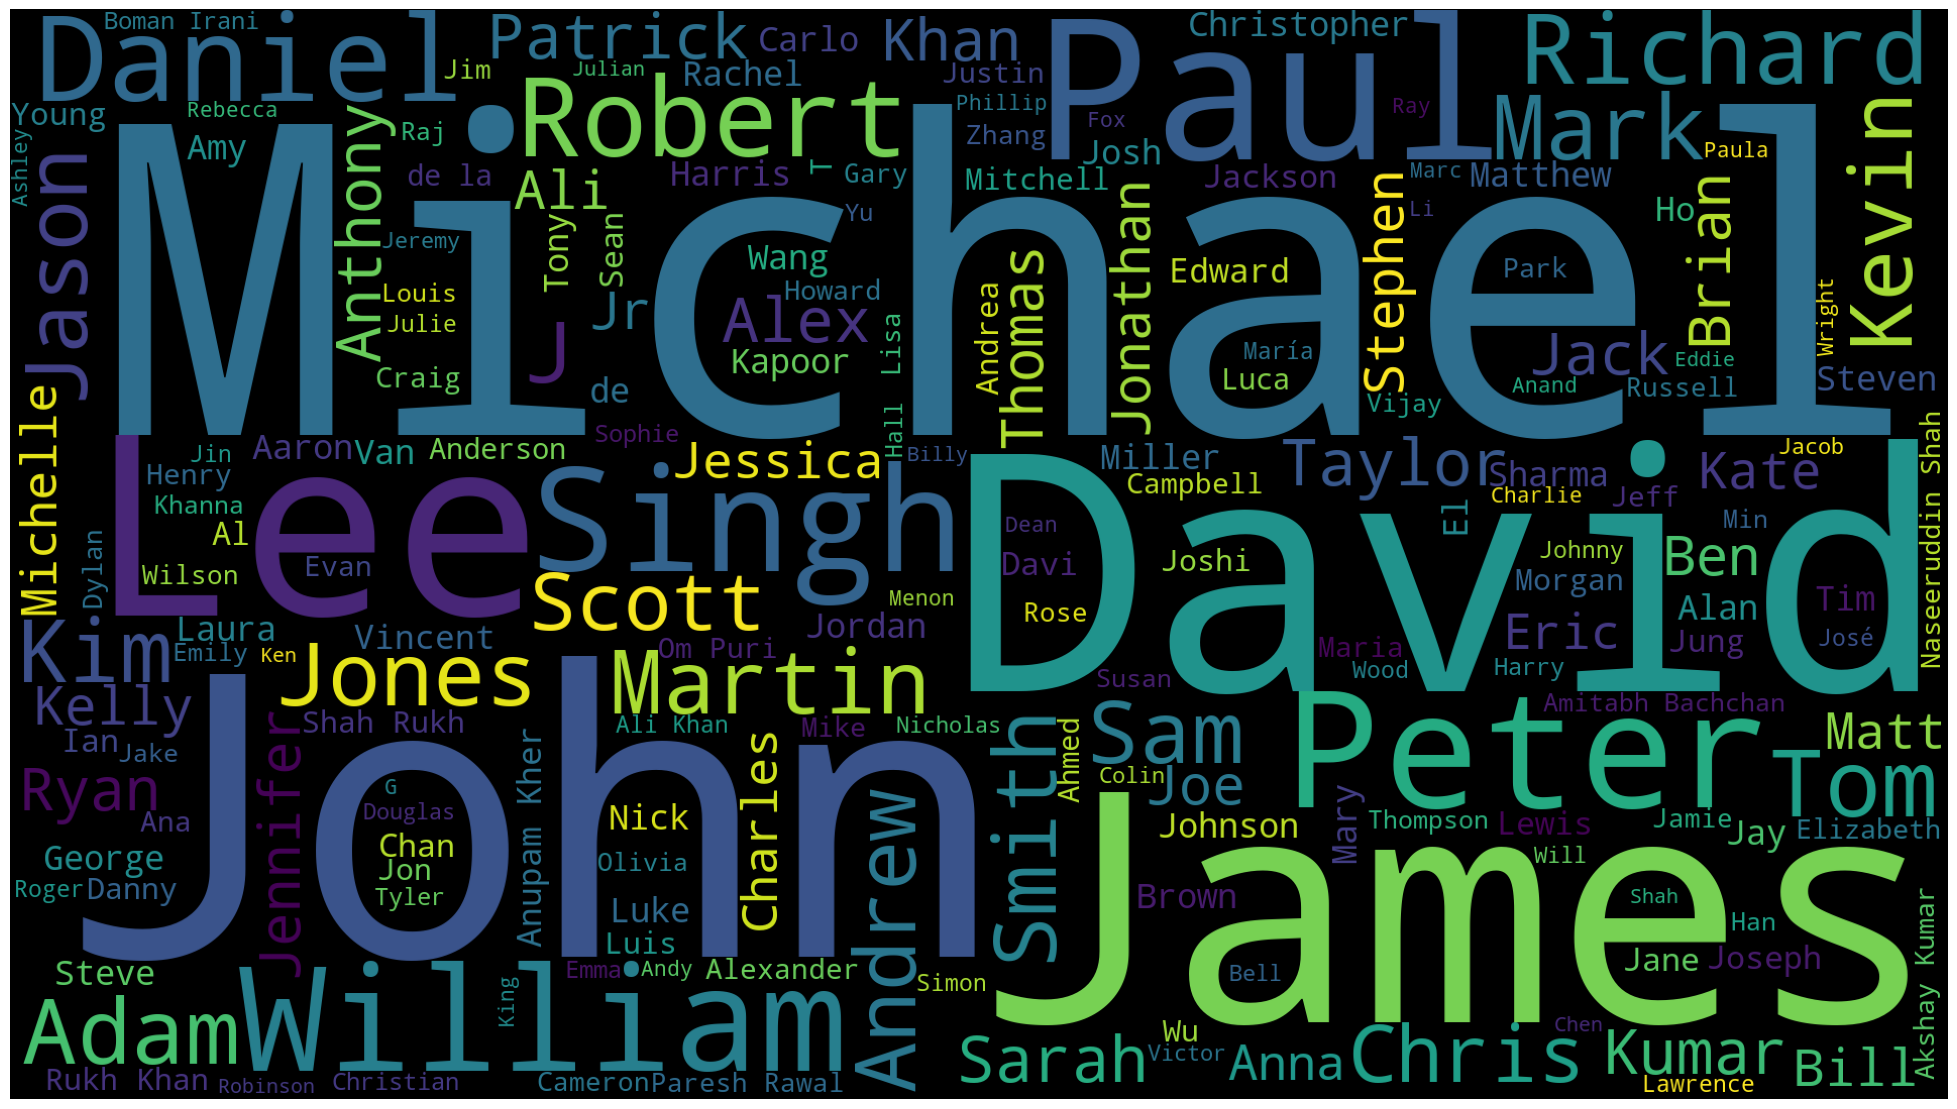 Daniel
Boman Irani
Patrick
Carlo
Khan
Paul
Christopher
Richard
Jim
Julian
Rachel
Justin
Young
Rebecca
Robert
Phillip
Fox
Ray
Mark
Kevin
Ashley
Jason
Amy
Anthony
Raj
Michael
Zhang
Josh
Paula
de la
Ali
Harris
T
Gary
Mitchell
Jackson
Marc
Matthew
Jeremy
Tony
Sean
Yu
Jonathan
Stephen
Li
Ho
Brian
Wang
Thomas
Edward
Park
Louis
Julie
Jr
Howard
Alex
Andrea
Lisa
Wright
Craig
J
Kapoor
María
Luca
Jack
Eddie
Anand
Russell
Steven
Michelle
de
Vijay
Sophie
Hall
Jin
Aaron
Van
Anderson
Jessica
Billy
Miller
Taylor
Jacob
Naseeruddin Shah
Henry
Lee
Singh
Campbell
Sharma
Kate
Khanna
Charlie
Jeff
Al
Dean
David
El
Min
Dylan
Wilson
Evan
Davi
Joshi
Johnny
Ben
Scott
Menon
Rose
Morgan
Alan
Tim
Kim
Laura
Vincent
Jordan
Eric
Jung
José
Emily
Ken
Om Puri
Maria
Wood
Harry
Jones
Martin
Susan
Kelly
Shah Rukh
Ali Khan
Mike
Nicholas
Sam
Peter
Amitabh Bachchan
Ian
Jake
Jennifer
John
Anupam Kher
Charles
Smith
Ahmed
Matt
Ryan
G
Colin
Joe
Tom
Ana
Douglas
Nick
Andrew
Johnson
Mary
Thompson
Lewis
Jamie
Jay
Elizabeth
George
Chan
Jon
Olivia
Will
Roger
Danny
Tyler
Brown
James
Shah
Luke
Han
Akshay Kumar
Luis
Steve
Emma
Andy
Alexander
Simon
Bell
Jane
Joseph
Adam
William
King
Sarah
Wu
Chris
Chen
Kumar
Bill
Victor
Anna
Rukh Khan
Robinson
Christian
Cameron
Paresh Rawal
Lawrence